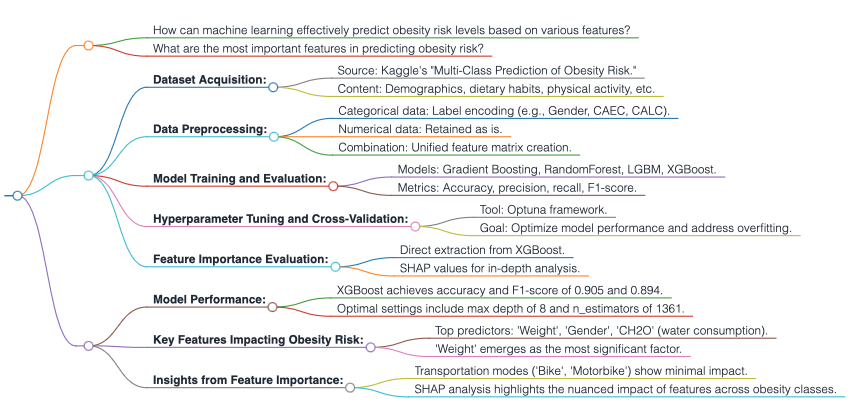 How can machine learning effectively predict obesity risk levels based on various features?
What are the most important features in predicting obesity risk?
Dataset Acquisition:
Source: Kaggle's "Multi-Class Prediction of Obesity Risk."
Content: Demographics, dietary habits, physical activity, etc.
Data Preprocessing:
Categorical data: Label encoding (e.g., Gender, CAEC, CALC).
Numerical data: Retained as is.
Combination: Unified feature matrix creation.
Model Training and Evaluation:
Models: Gradient Boosting, RandomForest, LGBM, XGBoost.
Metrics: Accuracy, precision, recall, F1-score.
Hyperparameter Tuning and Cross-Validation:
Tool: Optuna framework.
Goal: Optimize model performance and address overfitting.
Feature Importance Evaluation:
Direct extraction from XGBoost.
SHAP values for in-depth analysis.
Model Performance:
XGBoost achieves accuracy and F1-score of 0.905 and 0.894.
Optimal settings include max depth of 8 and n_estimators of 1361.
Key Features Impacting Obesity Risk:
Top predictors: 'Weight', 'Gender', 'CH2O' (water consumption).
'Weight' emerges as the most significant factor.
Insights from Feature Importance:
Transportation modes ('Bike', 'Motorbike') show minimal impact.
SHAP analysis highlights the nuanced impact of features across obesity classes.